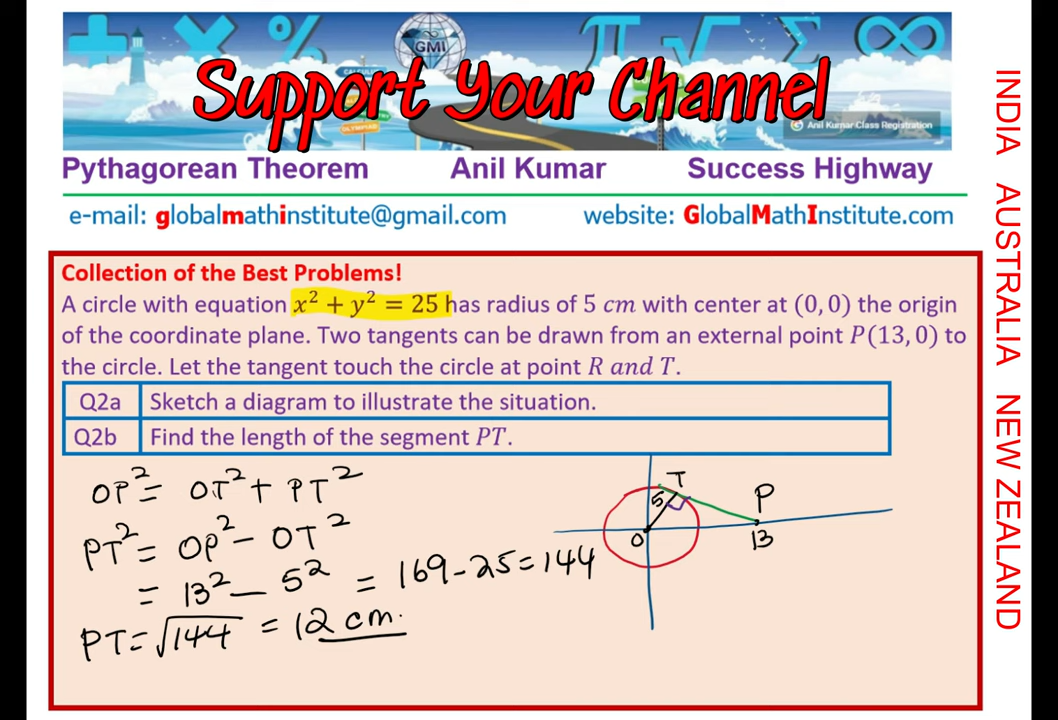 GMI
Support Your Channel
Anil Kumar Class Registration
Pythagorean Theorem Anil Kumar Success Highway
e-mail: globalmathinstitute@gmail.com website: GlobalMathInstitute.com
Collection of the Best Problems!
A circle with equation x² + y² = 25 has radius of 5 cm with center at (0, 0) the origin
of the coordinate plane. Two tangents can be drawn from an external point P(13, 0) to
the circle. Let the tangent touch the circle at point R and T.
Q2a Sketch a diagram to illustrate the situation.
Q2b Find the length of the segment PT.
OP² = OT² + PT²
PT² = OP² - OT²
= 13² - 5² = 169 - 25 = 144
PT = √144 = 12 cm.
T
5
P
O
13
INDIA AUSTRALIA NEW ZEALAND